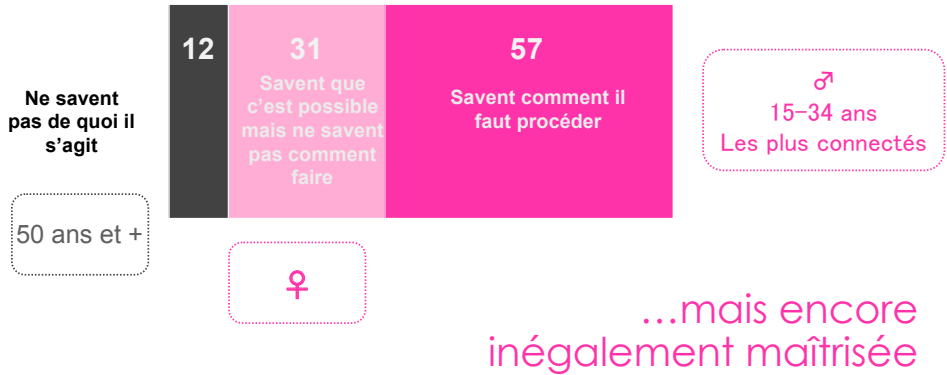 12
31
57
Ne savent
pas de quoi il
s'agit
Savent que
c'est possible
mais ne savent
pas comment
faire
Savent comment il
faut procéder
♂
15-34 ans
Les plus connectés
50 ans et +
♀
…mais encore
inégalement maîtrisée